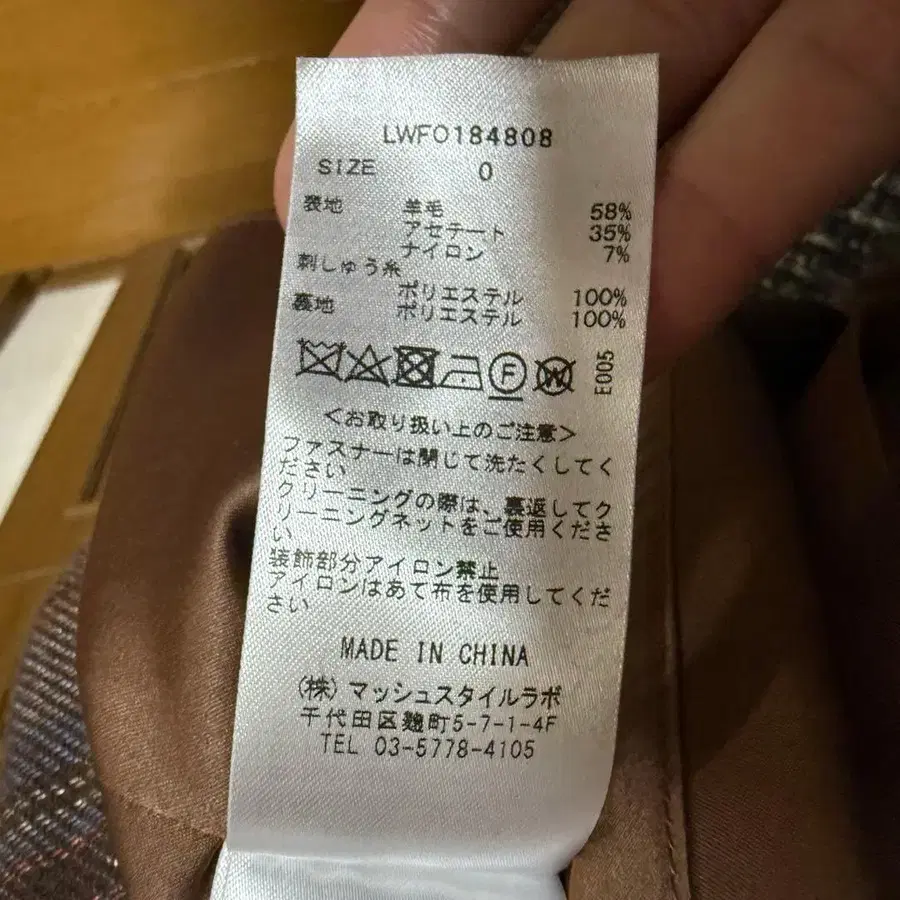 LWFO184808
SIZE 0
表地 羊毛 58%
アセテート 35%
ナイロン 7%
刺しゅう糸
ポリエステル 100%
裏地 ポリエステル 100%
F W E005
<お取り扱い上のご注意>
ファスナーは閉じて洗たくしてく
ださい
クリーニングの際は、裏返してク
リーニングネットをご使用くださ
い
装飾部分アイロン禁止
アイロンはあて布を使用してくだ
さい
MADE IN CHINA
(株)マッシュスタイルラボ
千代田区麹町5-7-1-4F
TEL 03-5778-4105